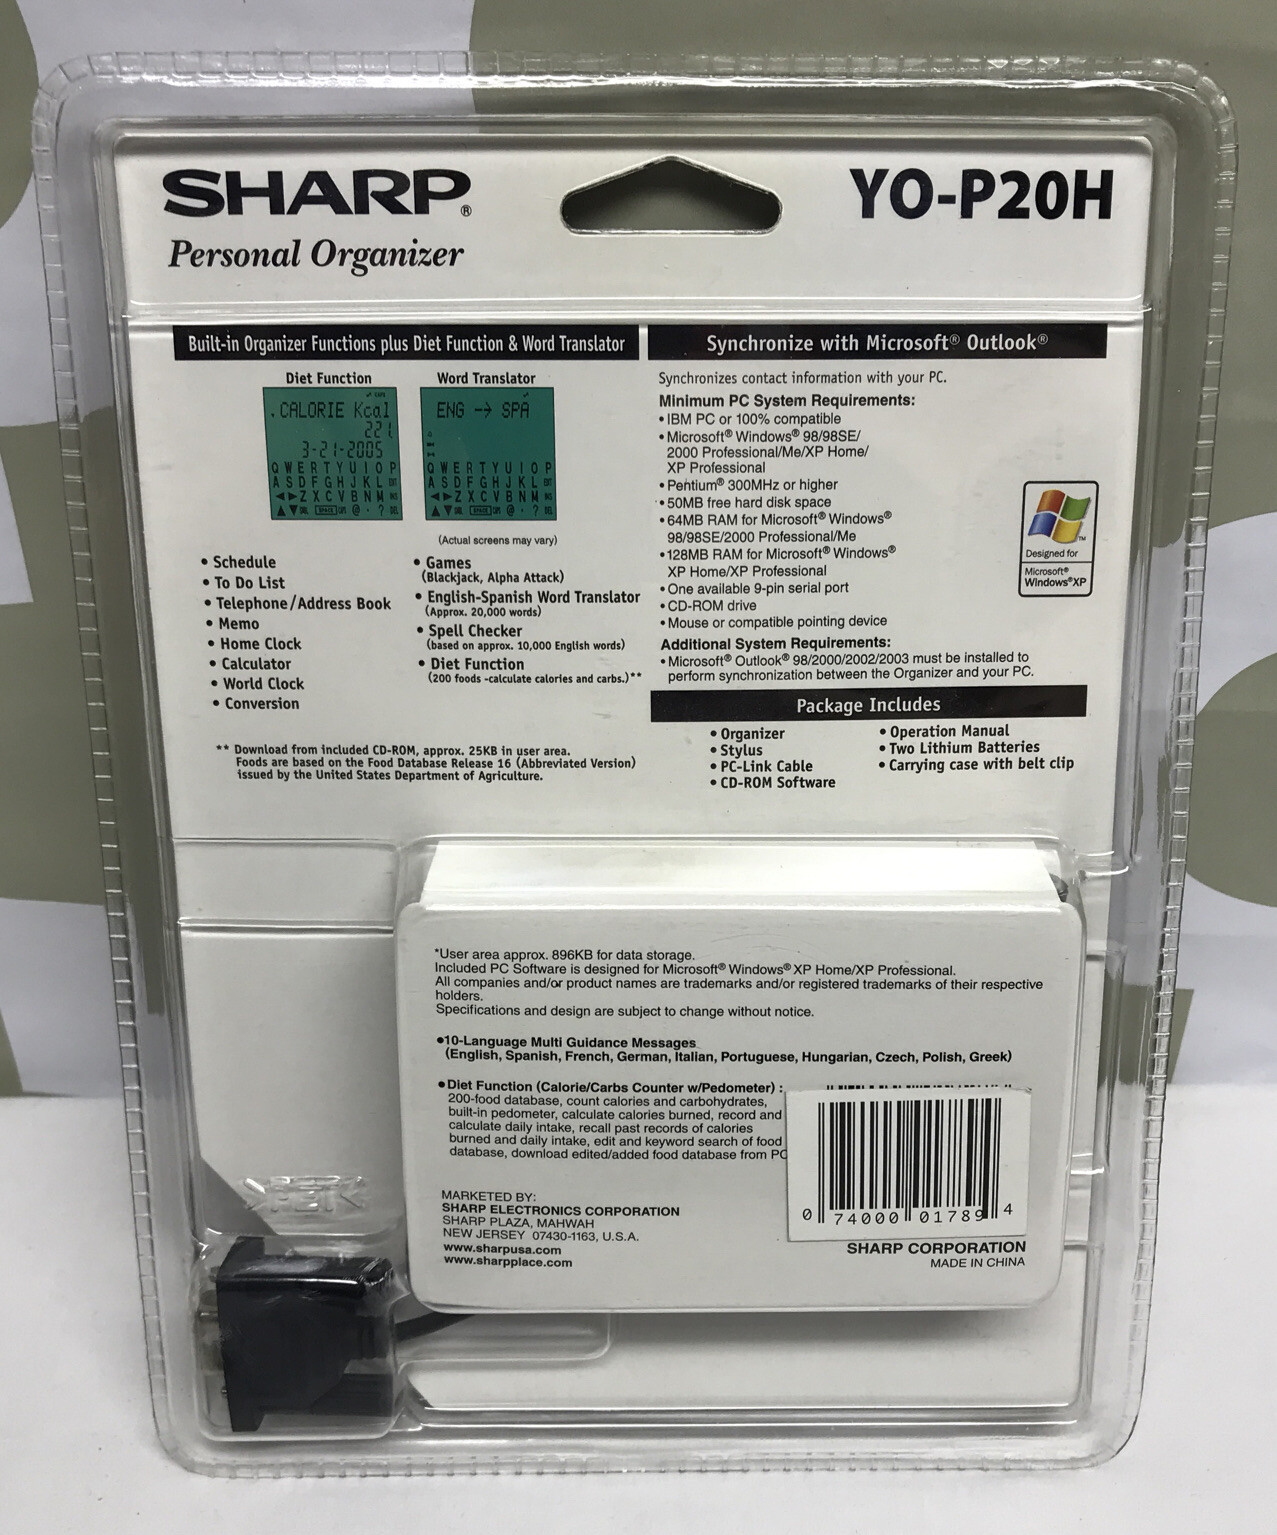 SHARP®
Personal Organizer
YO-P20H
Built-in Organizer Functions plus Diet Function & Word Translator
Diet Function
Word Translator
.CALORIE Kcal
221
3-21-2005
Q W E R T Y U I O P
A S D F G H J K L
◀▶Z X C V B N M
▲▼ SPACE @ · ?
ENG → SPA
Q W E R T Y U I O P
A S D F G H J K L
◀▶Z X C V B N M
▲▼ SPACE @ · ?
(Actual screens may vary)
• Schedule
• To Do List
• Telephone/Address Book
• Memo
• Home Clock
• Calculator
• World Clock
• Conversion
• Games
(Blackjack, Alpha Attack)
• English-Spanish Word Translator
(Approx. 20,000 words)
• Spell Checker
(based on approx. 10,000 English words)
• Diet Function
(200 foods -calculate calories and carbs.)**
** Download from included CD-ROM, approx. 25KB in user area.
Foods are based on the Food Database Release 16 (Abbreviated Version)
issued by the United States Department of Agriculture.
Synchronize with Microsoft® Outlook®
Synchronizes contact information with your PC.
Minimum PC System Requirements:
• IBM PC or 100% compatible
• Microsoft® Windows® 98/98SE/
2000 Professional/Me/XP Home/
XP Professional
• Pentium® 300MHz or higher
• 50MB free hard disk space
• 64MB RAM for Microsoft® Windows®
98/98SE/2000 Professional/Me
• 128MB RAM for Microsoft® Windows®
XP Home/XP Professional
• One available 9-pin serial port
• CD-ROM drive
• Mouse or compatible pointing device
Additional System Requirements:
• Microsoft® Outlook® 98/2000/2002/2003 must be installed to
perform synchronization between the Organizer and your PC.
TM
Designed for
Microsoft®
Windows®XP
Package Includes
• Organizer
• Stylus
• PC-Link Cable
• CD-ROM Software
• Operation Manual
• Two Lithium Batteries
• Carrying case with belt clip
*User area approx. 896KB for data storage.
Included PC Software is designed for Microsoft® Windows® XP Home/XP Professional.
All companies and/or product names are trademarks and/or registered trademarks of their respective
holders.
Specifications and design are subject to change without notice.
•10-Language Multi Guidance Messages
(English, Spanish, French, German, Italian, Portuguese, Hungarian, Czech, Polish, Greek)
•Diet Function (Calorie/Carbs Counter w/Pedometer) :
200-food database, count calories and carbohydrates,
built-in pedometer, calculate calories burned, record and
calculate daily intake, recall past records of calories
burned and daily intake, edit and keyword search of food
database, download edited/added food database from PC
MARKETED BY:
SHARP ELECTRONICS CORPORATION
SHARP PLAZA, MAHWAH
NEW JERSEY 07430-1163, U.S.A.
www.sharpusa.com
www.sharpplace.com
0 74000 01789 4
SHARP CORPORATION
MADE IN CHINA